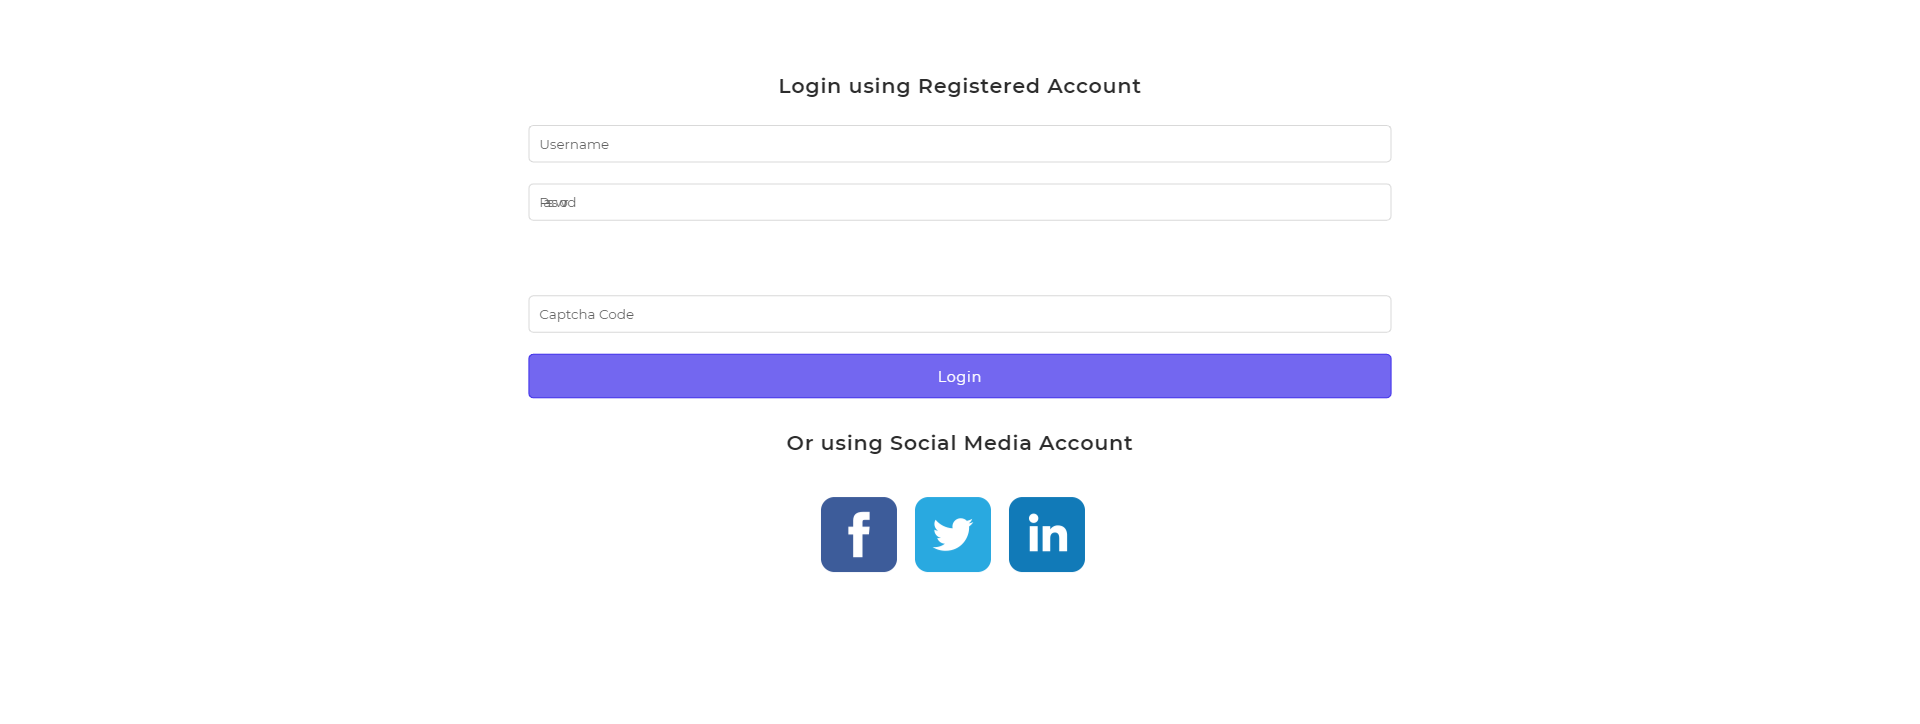 Login using Registered Account
Username
Password
Captcha Code
Login
Or using Social Media Account
f in